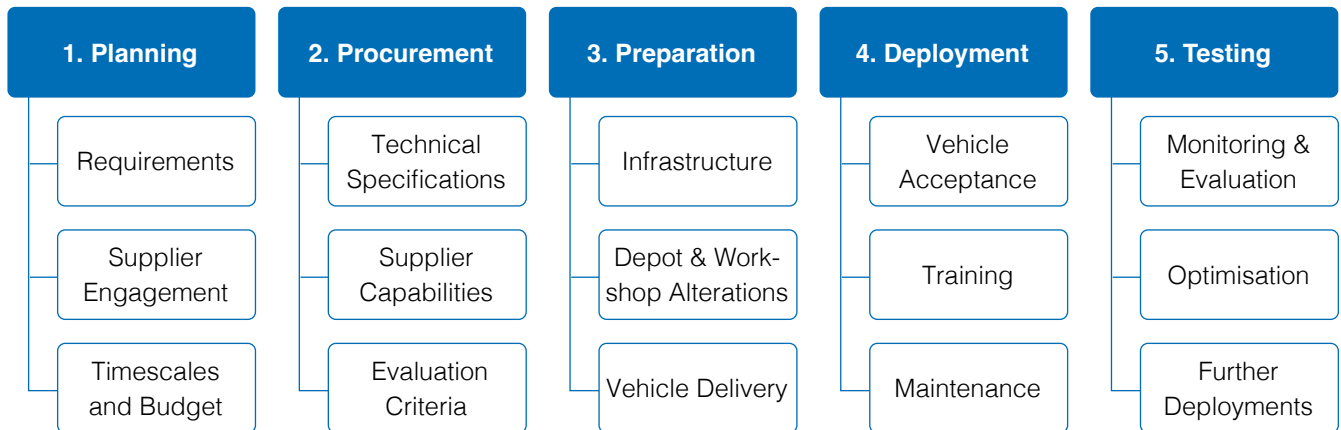 1. Planning
Requirements
Supplier
Engagement
Timescales
and Budget
2. Procurement
Technical
Specifications
Supplier
Capabilities
Evaluation
Criteria
3. Preparation
Infrastructure
Depot & Work-
shop Alterations
Vehicle Delivery
4. Deployment
Vehicle
Acceptance
Training
Maintenance
5. Testing
Monitoring &
Evaluation
Optimisation
Further
Deployments